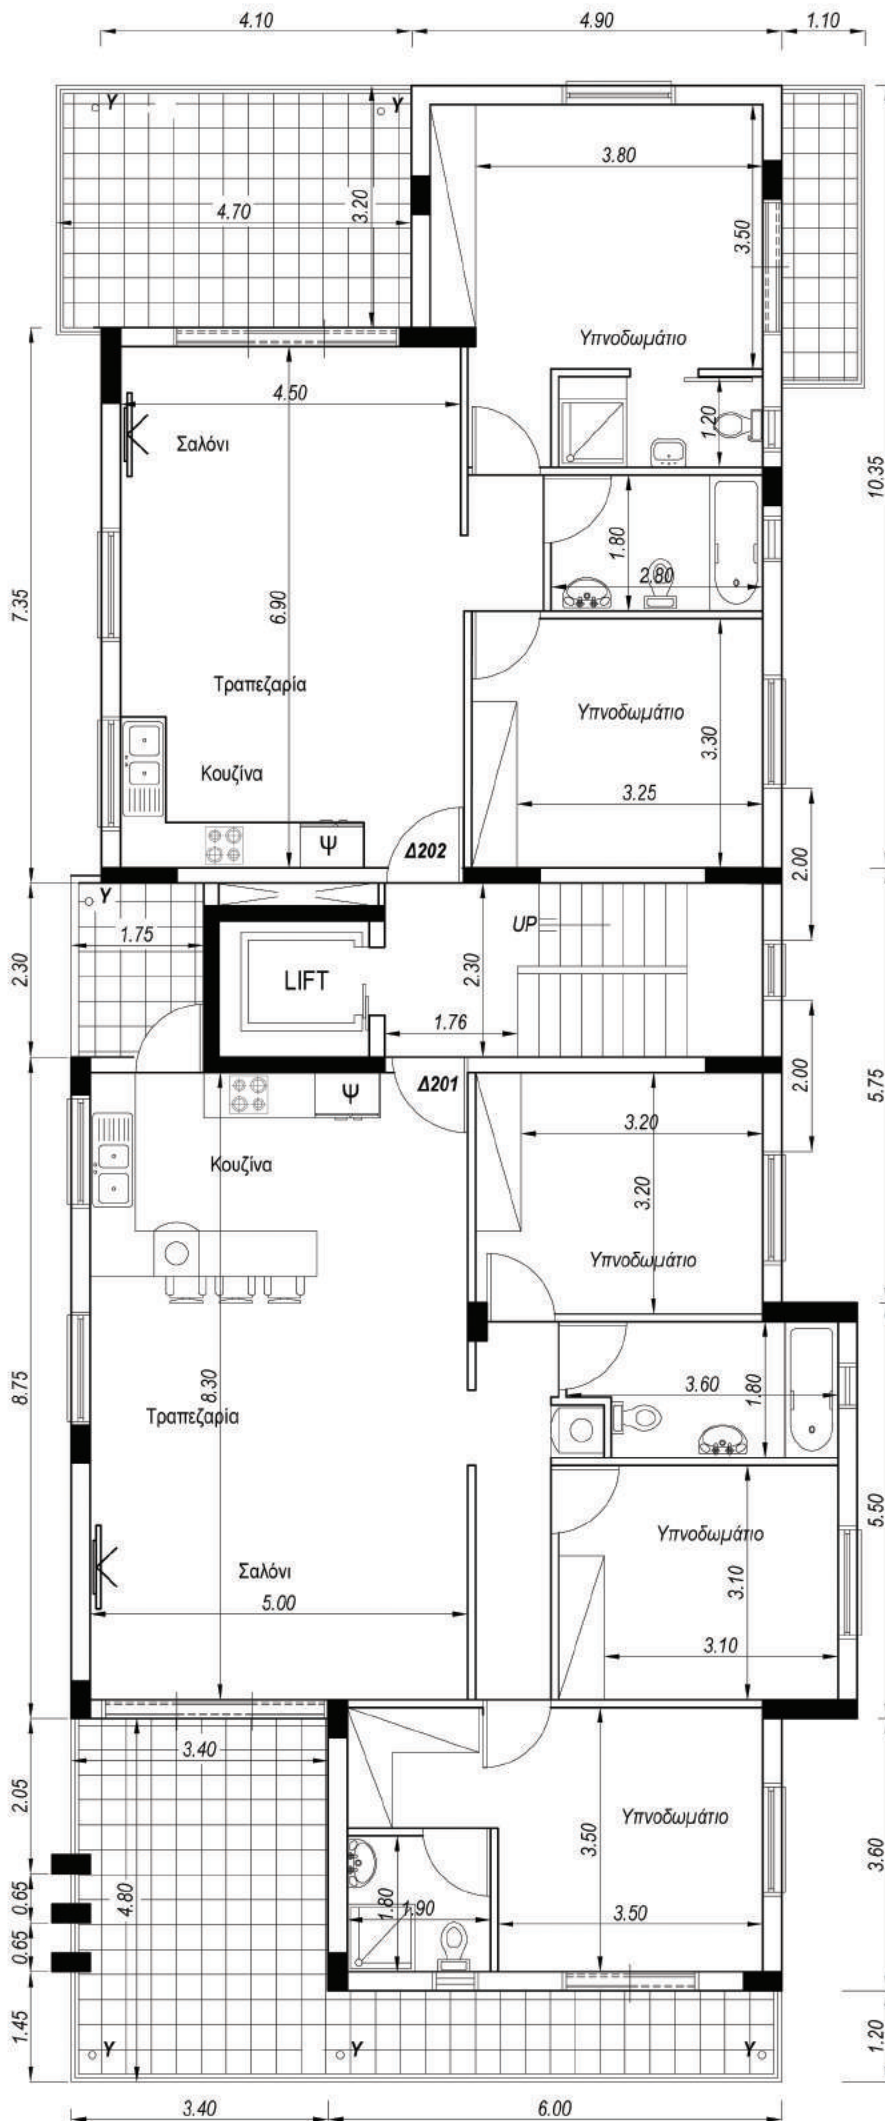 4.10
4.90
1.10
Y
Y
3.80
4.70
3.20
3.50
Υπνοδωμάτιο
4.50
1.20
Σαλόνι
10.35
1.80
2.80
7.35
6.90
Τραπεζαρία
Υπνοδωμάτιο
3.30
Κουζίνα
3.25
Ψ
Δ202
2.00
Y
1.75
UP
2.30
LIFT
2.30
1.76
2.00
5.75
Ψ
Δ201
3.20
Κουζίνα
3.20
Υπνοδωμάτιο
8.75
8.30
3.60
1.80
Τραπεζαρία
5.50
Υπνοδωμάτιο
Σαλόνι
3.10
5.00
3.10
3.40
2.05
Υπνοδωμάτιο
3.50
3.60
0.65
4.80
1.80
1.90
3.50
0.65
1.45
1.20
Y
Y
Y
3.40
6.00